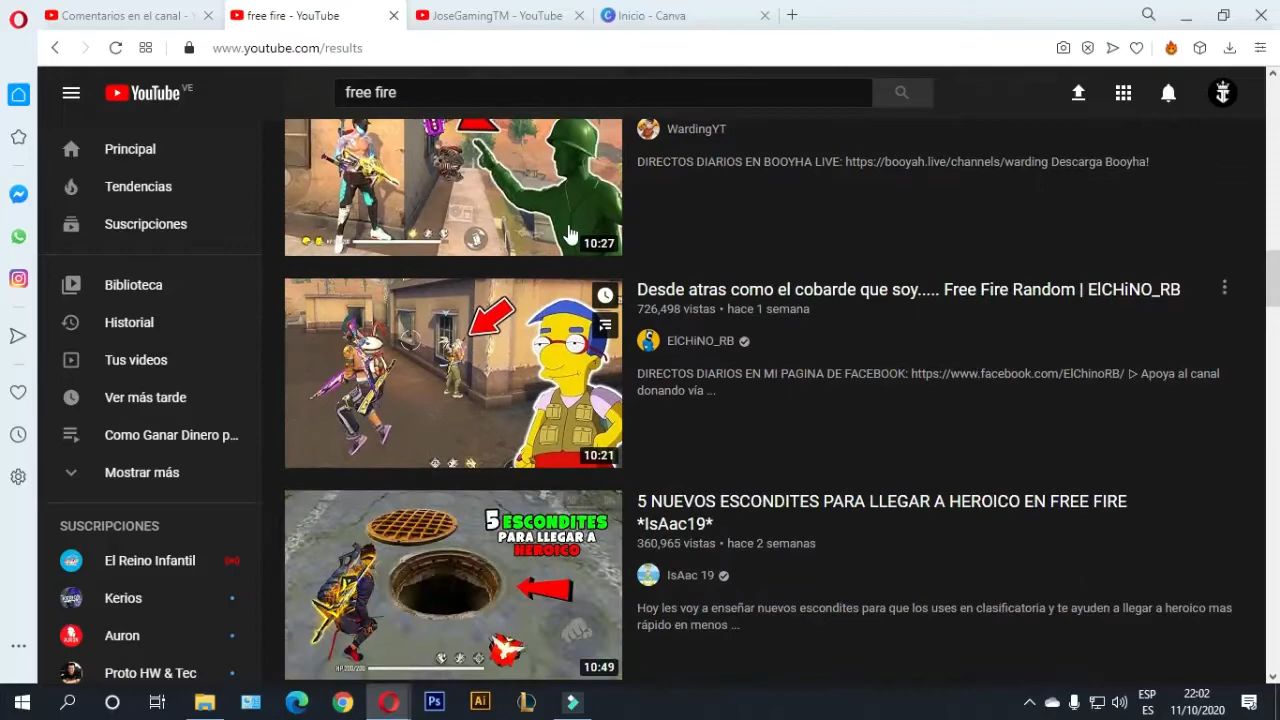 Comentarios en el canal -
free fire - YouTube
JoseGamingTM - YouTube
Inicio - Canva
www.youtube.com/results
YouTube VE
free fire
Principal
Tendencias
Suscripciones
Biblioteca
Historial
Tus videos
Ver más tarde
Como Ganar Dinero p...
Mostrar más
SUSCRIPCIONES
El Reino Infantil
Kerios
Auron
Proto HW & Tec
10:27
WardingYT
DIRECTOS DIARIOS EN BOOYHA LIVE: https://booyah.live/channels/warding Descarga Booyha!
10:21
Desde atras como el cobarde que soy..... Free Fire Random | ElCHiNO_RB
726,498 vistas • hace 1 semana
ElCHiNO_RB
DIRECTOS DIARIOS EN MI PAGINA DE FACEBOOK: https://www.facebook.com/ElChinoRB/ ▷ Apoya al canal
donando vía ...
5 ESCONDITES
PARA LLEGAR A
HEROICO
HP 200/200
10:49
5 NUEVOS ESCONDITES PARA LLEGAR A HEROICO EN FREE FIRE
*IsAac19*
360,965 vistas • hace 2 semanas
IsAac 19
Hoy les voy a enseñar nuevos escondites para que los uses en clasificatoria y te ayuden a llegar a heroico mas
rápido en menos ...
Ps
Ai
ESP
ES
22:02
11/10/2020